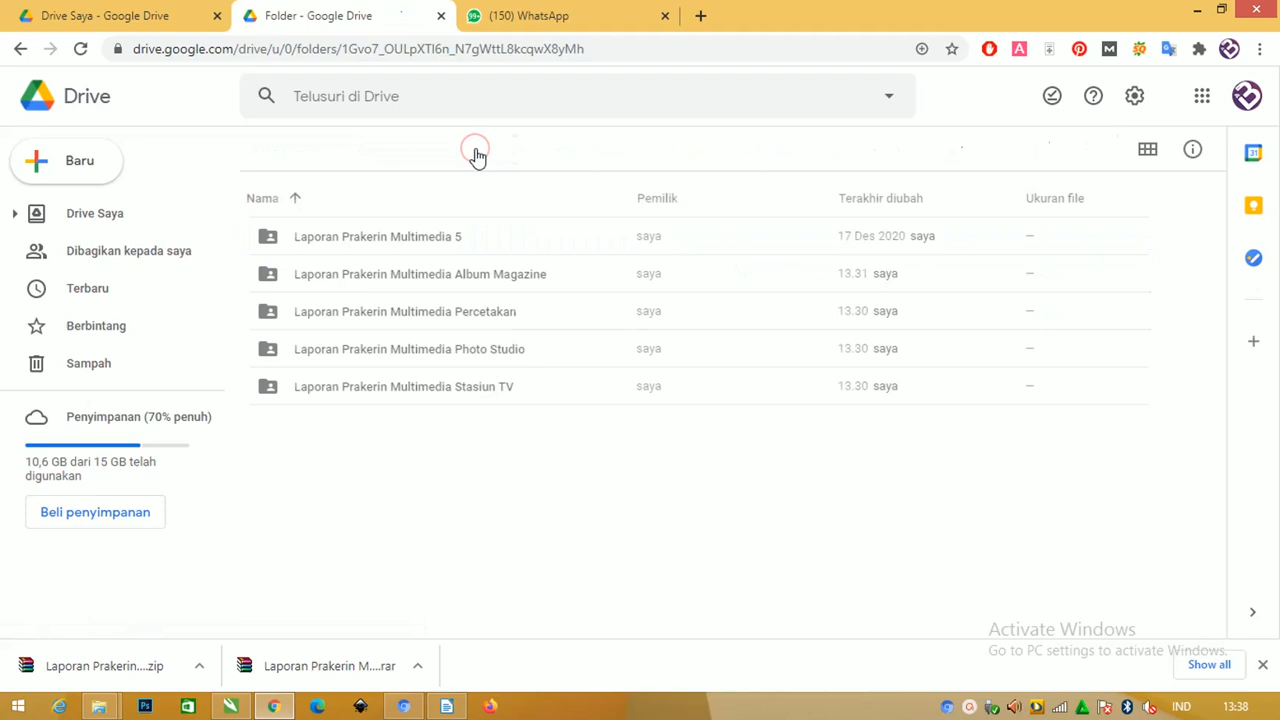 Drive Saya - Google Drive
Folder - Google Drive
(150) WhatsApp
drive.google.com/drive/u/0/folders/1Gvo7_OULpXTI6n_N7gWttL8kcqwX8yMh
Drive
Telusuri di Drive
Baru
Nama
Pemilik
Terakhir diubah
Ukuran file
Drive Saya
Dibagikan kepada saya
Terbaru
Berbintang
Sampah
Penyimpanan (70% penuh)
10,6 GB dari 15 GB telah
digunakan
Beli penyimpanan
Laporan Prakerin Multimedia 5 saya 17 Des 2020 saya –
Laporan Prakerin Multimedia Album Magazine saya 13.31 saya –
Laporan Prakerin Multimedia Percetakan saya 13.30 saya –
Laporan Prakerin Multimedia Photo Studio saya 13.30 saya –
Laporan Prakerin Multimedia Stasiun TV saya 13.30 saya –
Activate Windows
Go to PC settings to activate Windows.
Laporan Prakerin....zip
Laporan Prakerin M....rar
Show all
IND
13:38